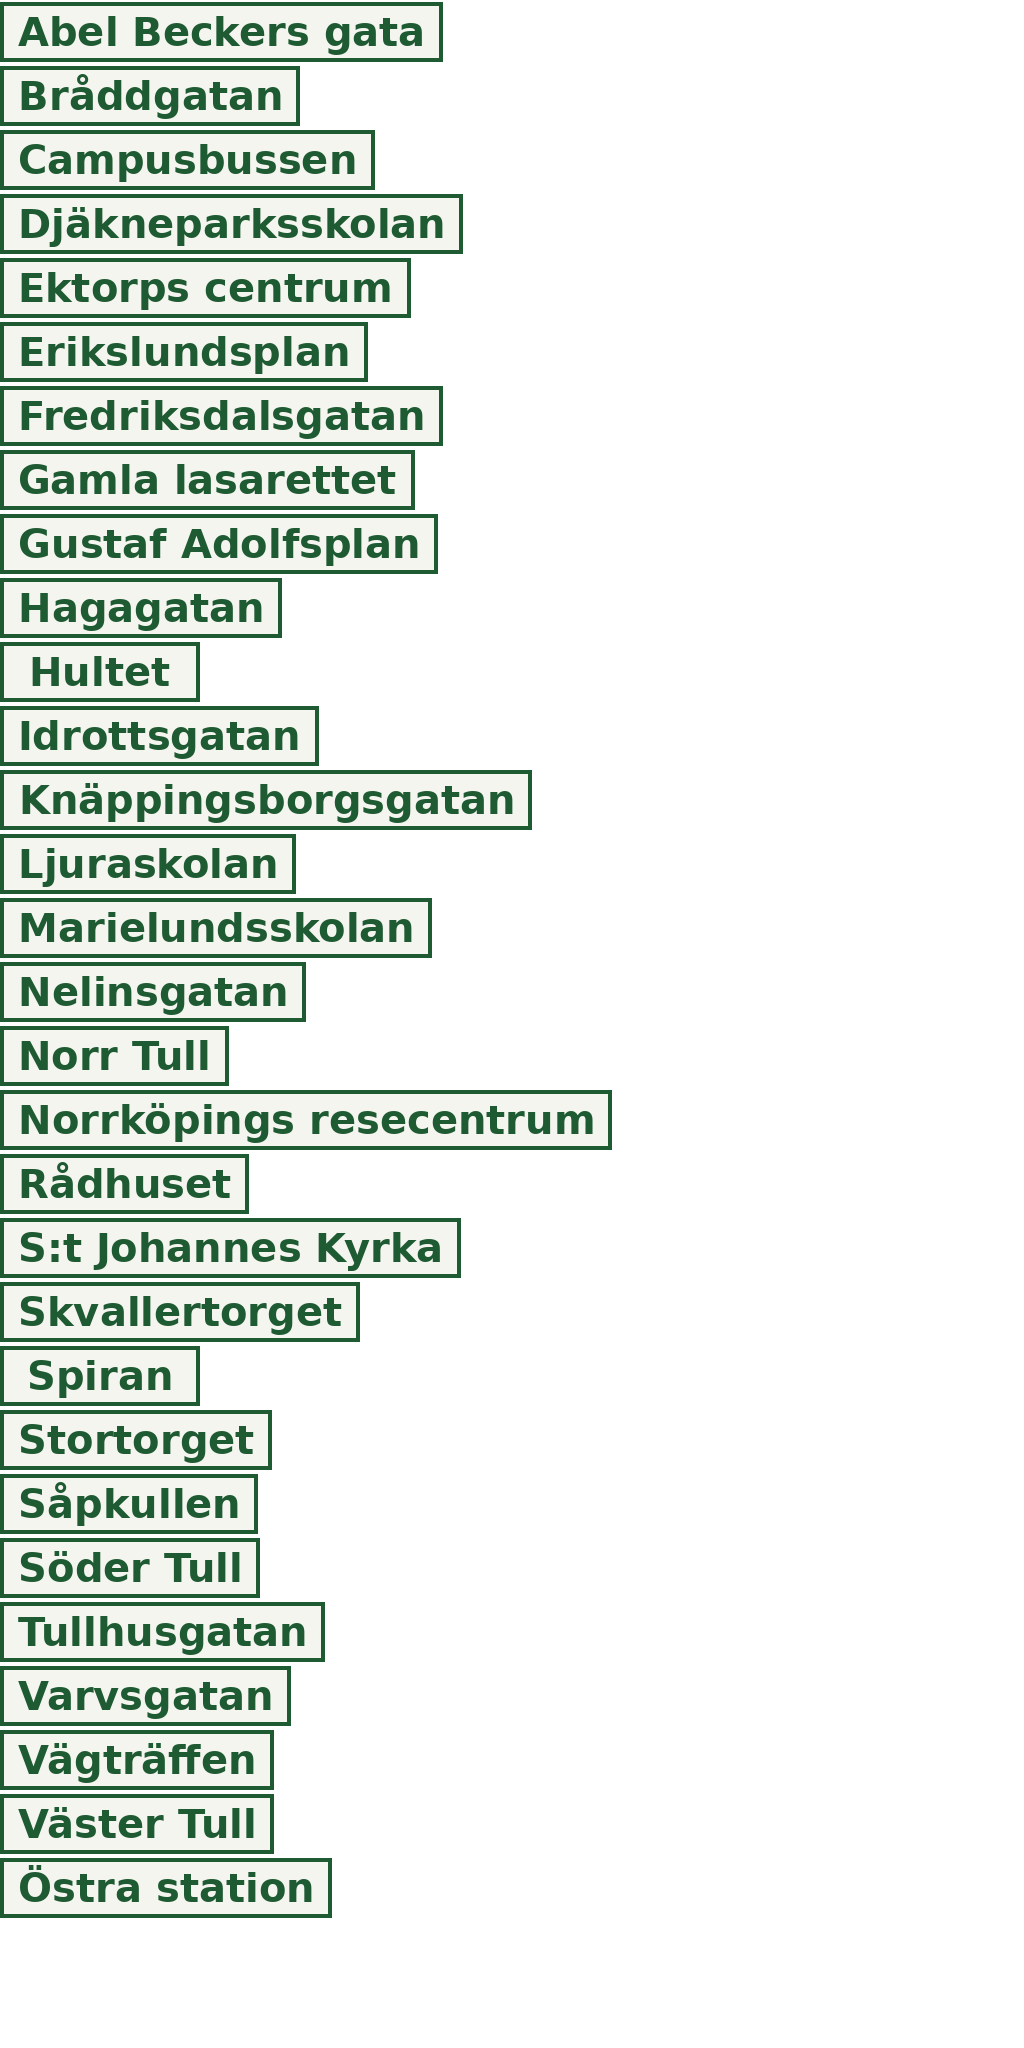 Abel Beckers gata
Bråddgatan
Campusbussen
Djäkneparksskolan
Ektorps centrum
Erikslundsplan
Fredriksdalsgatan
Gamla lasarettet
Gustaf Adolfsplan
Hagagatan
Hultet
Idrottsgatan
Knäppingsborgsgatan
Ljuraskolan
Marielundsskolan
Nelinsgatan
Norr Tull
Norrköpings resecentrum
Rådhuset
S:t Johannes Kyrka
Skvallertorget
Spiran
Stortorget
Såpkullen
Söder Tull
Tullhusgatan
Varvsgatan
Vägträffen
Väster Tull
Östra station